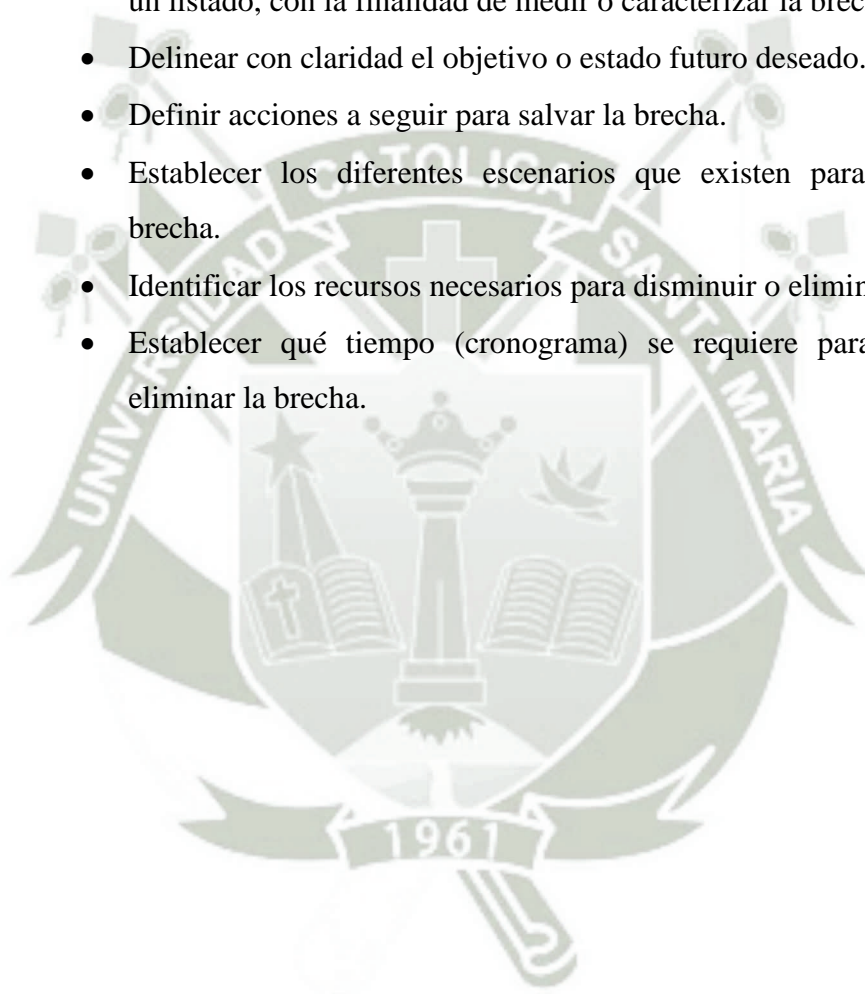 un listado, con la finalidad de medir o caracterizar la
• Delinear con claridad el objetivo o estado futuro deseado.
• Definir acciones a seguir para salvar la brecha.
• Establecer los diferentes escenarios que existen para
brecha.
• Identificar los recursos necesarios para disminuir o
• Establecer qué tiempo (cronograma) se requiere para
eliminar la brecha.
UNIVERSIDAD CATOLICA SANTA MARIA
1961